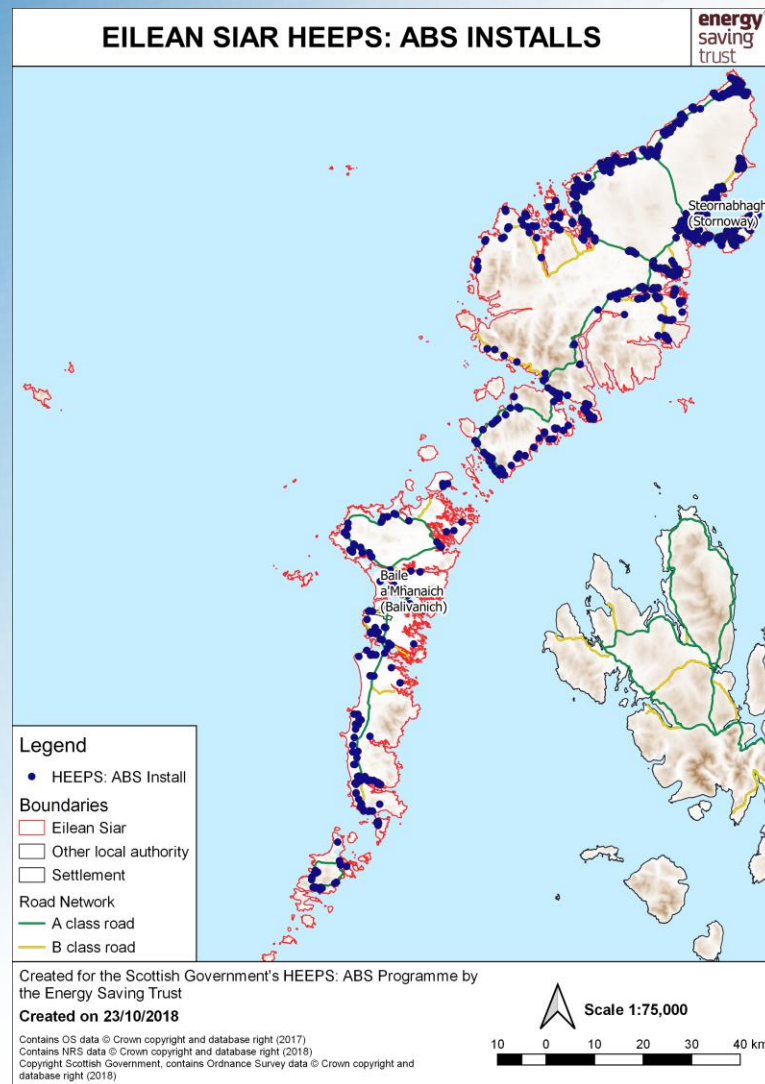 EILEAN SIAR HEEPS: ABS INSTALLS
energy
saving
trust
Steornabhagh
(Stornoway)
Baile
a'Mhanaich
(Balivanich)
Legend
HEEPS: ABS Install
Boundaries
Eilean Siar
Other local authority
Settlement
Road Network
A class road
B class road
Created for the Scottish Government's HEEPS: ABS Programme by
the Energy Saving Trust
Created on 23/10/2018
Contains OS data © Crown copyright and database right (2017)
Contains NRS data © Crown copyright and database right (2018)
Copyright Scottish Government, contains Ordnance Survey data © Crown copyright and
database right (2018)
Scale 1:75,000
10 0 10 20 30 40 km